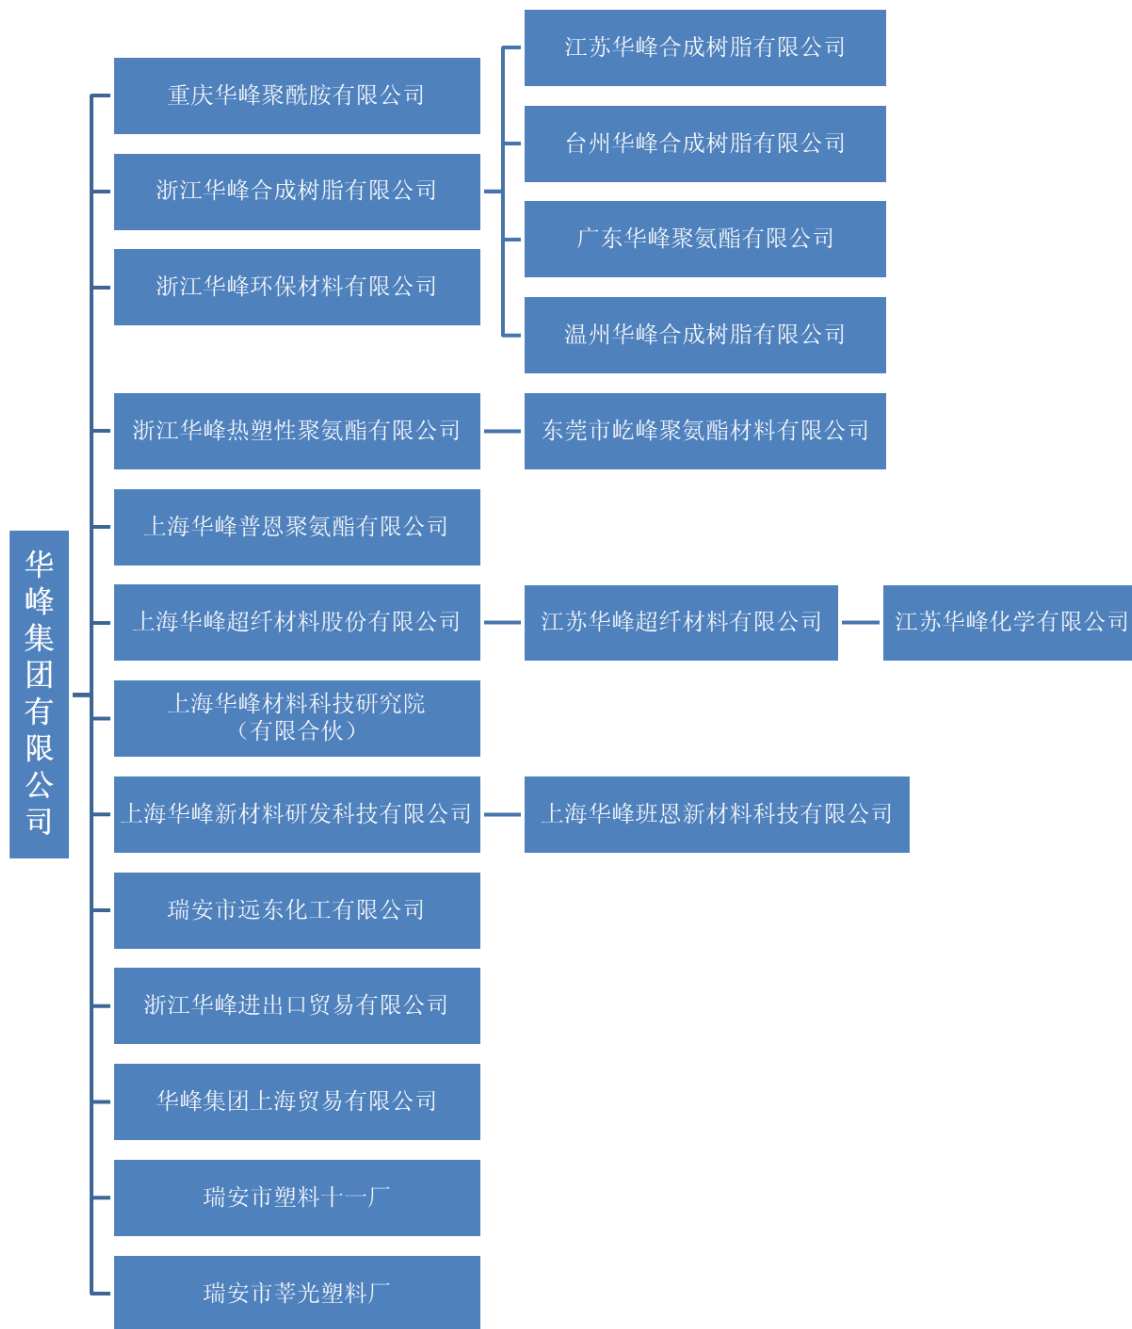 华峰集团有限公司
重庆华峰聚酰胺有限公司
浙江华峰合成树脂有限公司
江苏华峰合成树脂有限公司
台州华峰合成树脂有限公司
广东华峰聚氨酯有限公司
温州华峰合成树脂有限公司
浙江华峰环保材料有限公司
浙江华峰热塑性聚氨酯有限公司
东莞市屹峰聚氨酯材料有限公司
上海华峰普恩聚氨酯有限公司
上海华峰超纤材料股份有限公司
江苏华峰超纤材料有限公司
江苏华峰化学有限公司
上海华峰材料科技研究院
（有限合伙）
上海华峰新材料研发科技有限公司
上海华峰班恩新材料科技有限公司
瑞安市远东化工有限公司
浙江华峰进出口贸易有限公司
华峰集团上海贸易有限公司
瑞安市塑料十一厂
瑞安市莘光塑料厂